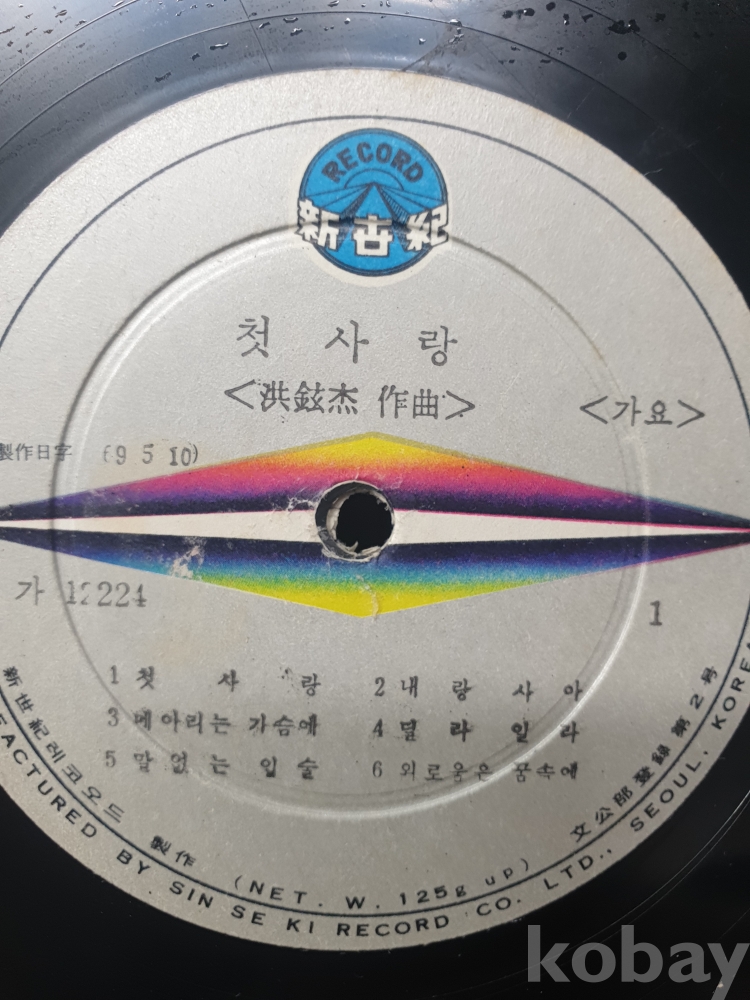 RECORD
新世紀
첫 사 랑
<洪鉉杰 作曲>
<가요>
製作日字 (69 5 10)
가 12224
1
1 첫 사 랑
2 내 랑 사 아
3 메아리는 가슴에
4 델 라 일 라
5 말 없 는 입 술
6 외로움은 꿈속에
新世紀레코오드 製作 (NET. W. 125g up) 文公部登錄第2号
FACTURED BY SIN SE KI RECORD CO. LTD., SEOUL, KOREA
kobay